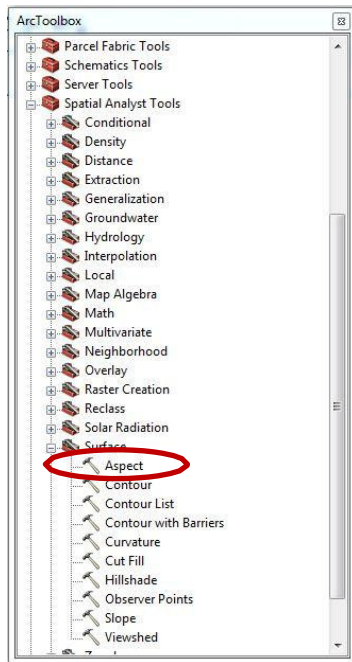 ArcToolbox
Parcel Fabric Tools
Schematics Tools
Server Tools
Spatial Analyst Tools
Conditional
Density
Distance
Extraction
Generalization
Groundwater
Hydrology
Interpolation
Local
Map Algebra
Math
Multivariate
Neighborhood
Overlay
Raster Creation
Reclass
Solar Radiation
Surface
Aspect
Contour
Contour List
Contour with Barriers
Curvature
Cut Fill
Hillshade
Observer Points
Slope
Viewshed